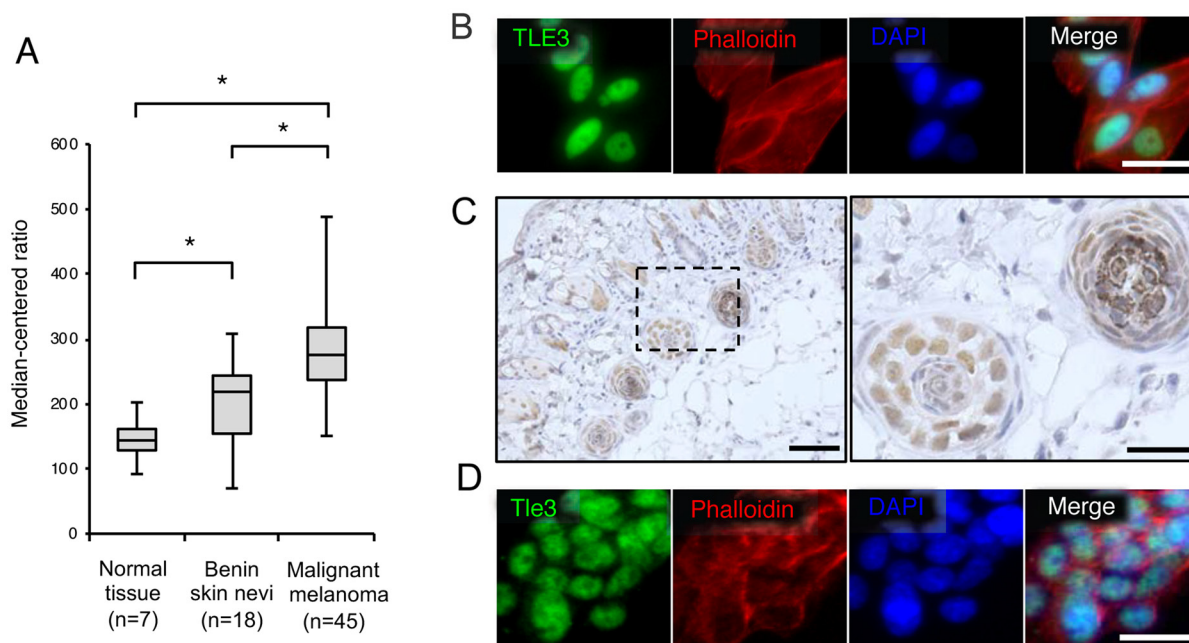 A
*
*
*
600
500
400
300
200
100
0
Median-centered ratio
Normal
tissue
(n=7)
Benin
skin nevi
(n=18)
Malignant
melanoma
(n=45)
B
TLE3
Phalloidin
DAPI
Merge
C
D
Tle3
Phalloidin
DAPI
Merge